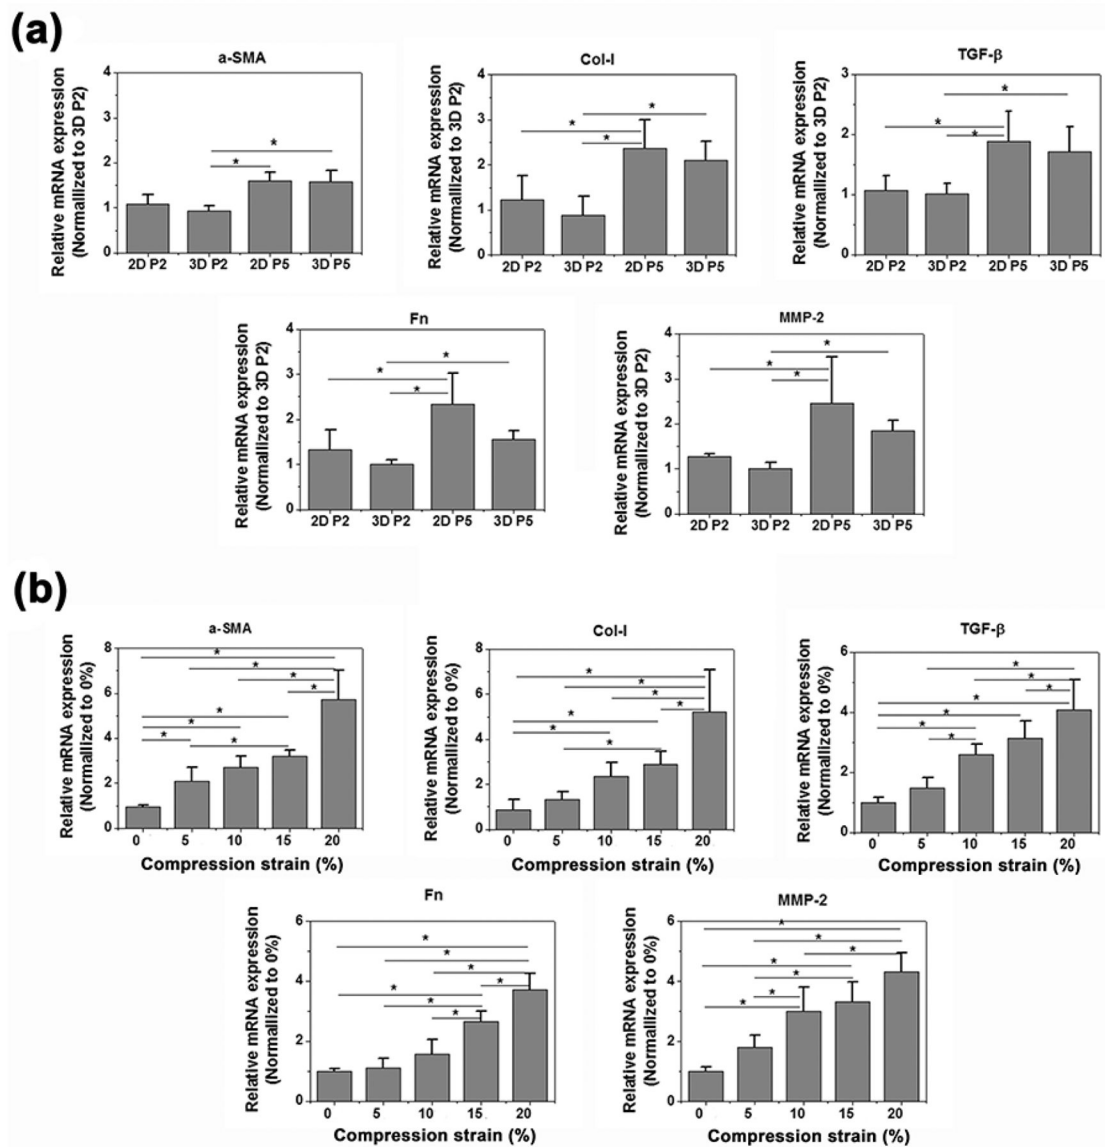 (a)
a-SMA
Relative mRNA expression
(Normallized to 3D P2)
4
3
2
1
0
2D P2 3D P2 2D P5 3D P5
* *
Col-I
Relative mRNA expression
(Normallized to 3D P2)
4
3
2
1
0
2D P2 3D P2 2D P5 3D P5
* * *
TGF-β
Relative mRNA expression
(Normallized to 3D P2)
3
2
1
0
2D P2 3D P2 2D P5 3D P5
* * *
Fn
Relative mRNA expression
(Normallized to 3D P2)
4
3
2
1
0
2D P2 3D P2 2D P5 3D P5
* * *
MMP-2
Relative mRNA expression
(Normallized to 3D P2)
4
3
2
1
0
2D P2 3D P2 2D P5 3D P5
* * *
(b)
a-SMA
Relative mRNA expression
(Normallized to 0%)
8
6
4
2
0
0 5 10 15 20
Compression strain (%)
* * * * * * * *
Col-I
Relative mRNA expression
(Normallized to 0%)
8
6
4
2
0
0 5 10 15 20
Compression strain (%)
* * * * * * *
TGF-β
Relative mRNA expression
(Normallized to 0%)
6
4
2
0
0 5 10 15 20
Compression strain (%)
* * * * * * *
Fn
Relative mRNA expression
(Normallized to 0%)
6
4
2
0
0 5 10 15 20
Compression strain (%)
* * * * * * *
MMP-2
Relative mRNA expression
(Normallized to 0%)
6
4
2
0
0 5 10 15 20
Compression strain (%)
* * * * * * *